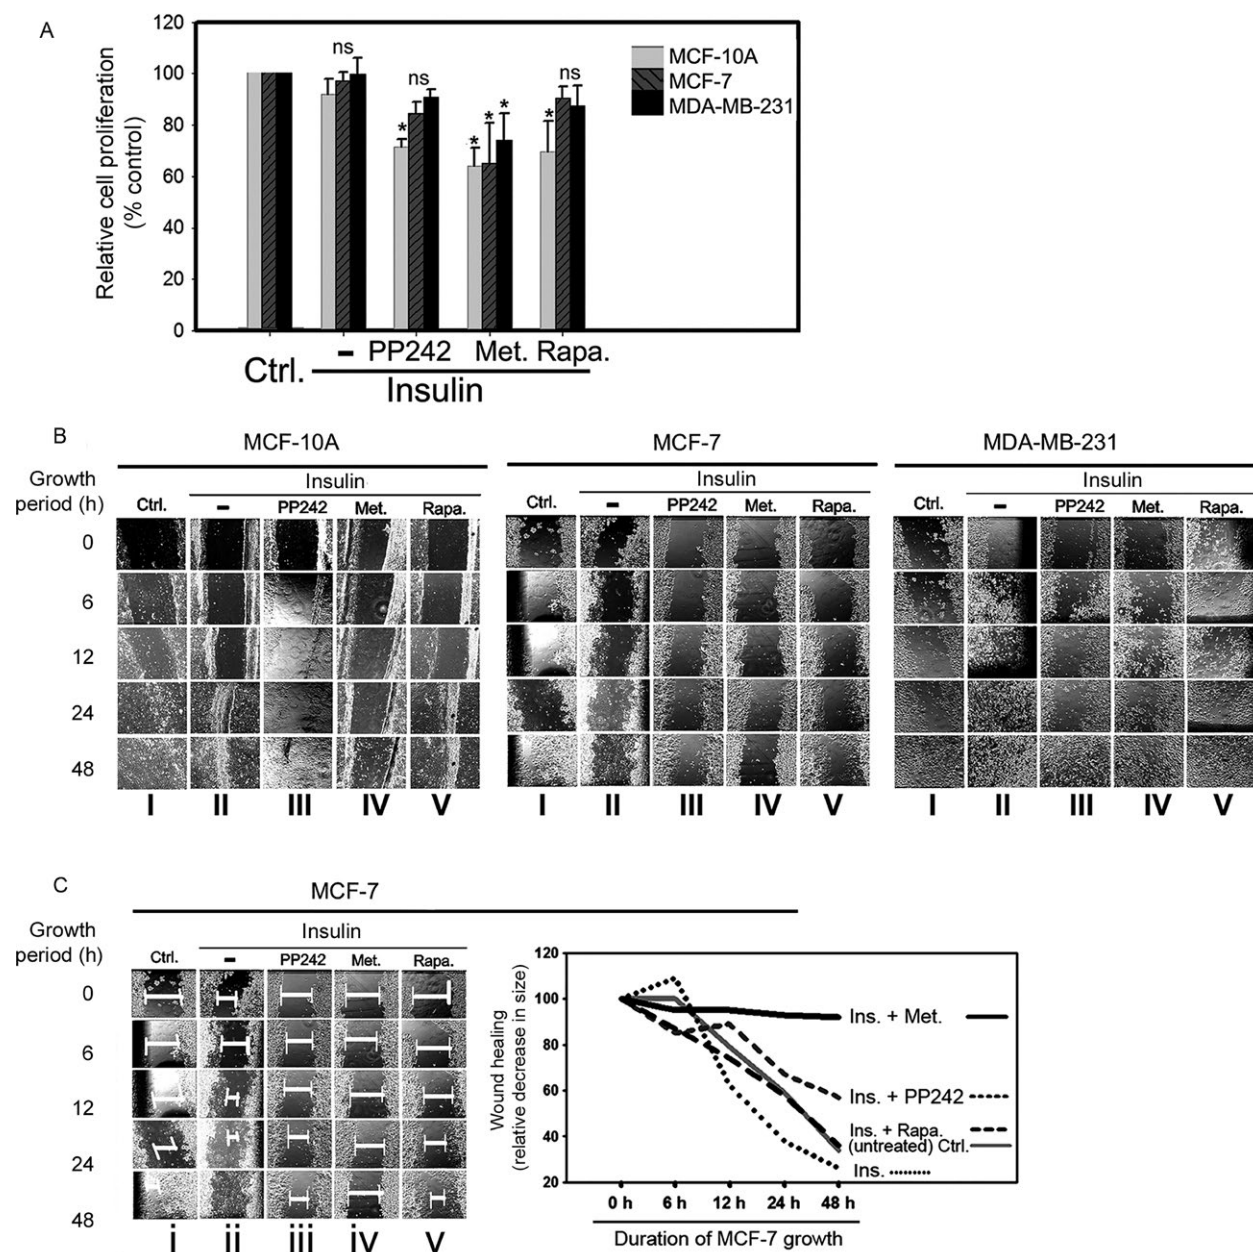 A
120
100
80
60
40
20
0
Relative cell proliferation
(% control)
ns
ns
ns
*
* * *
*
MCF-10A
MCF-7
MDA-MB-231
Ctrl.
- PP242 Met. Rapa.
Insulin
B
MCF-10A
MCF-7
MDA-MB-231
Growth
period (h)
Insulin
Insulin
Insulin
Ctrl. - PP242 Met. Rapa.
Ctrl. - PP242 Met. Rapa.
Ctrl. - PP242 Met. Rapa.
0
6
12
24
48
I II III IV V
I II III IV V
I II III IV V
C
MCF-7
Growth
period (h)
Insulin
Ctrl. - PP242 Met. Rapa.
0
6
12
24
48
i ii iii iv v
Wound healing
(relative decrease in size)
120
100
80
60
40
20
Ins. + Met.
Ins. + PP242
Ins. + Rapa.
(untreated) Ctrl.
Ins.
0 h 6 h 12 h 24 h 48 h
Duration of MCF-7 growth